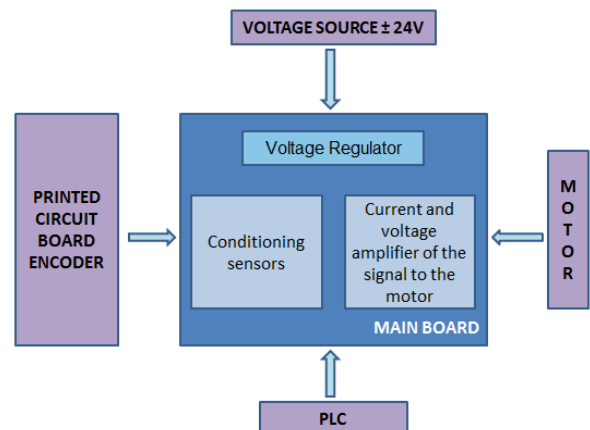 VOLTAGE SOURCE ± 24V
Voltage Regulator
PRINTED
CIRCUIT
BOARD
ENCODER
Conditioning
sensors
Current and
voltage
amplifier of the
signal to the
motor
MAIN BOARD
M
O
T
O
R
PLC